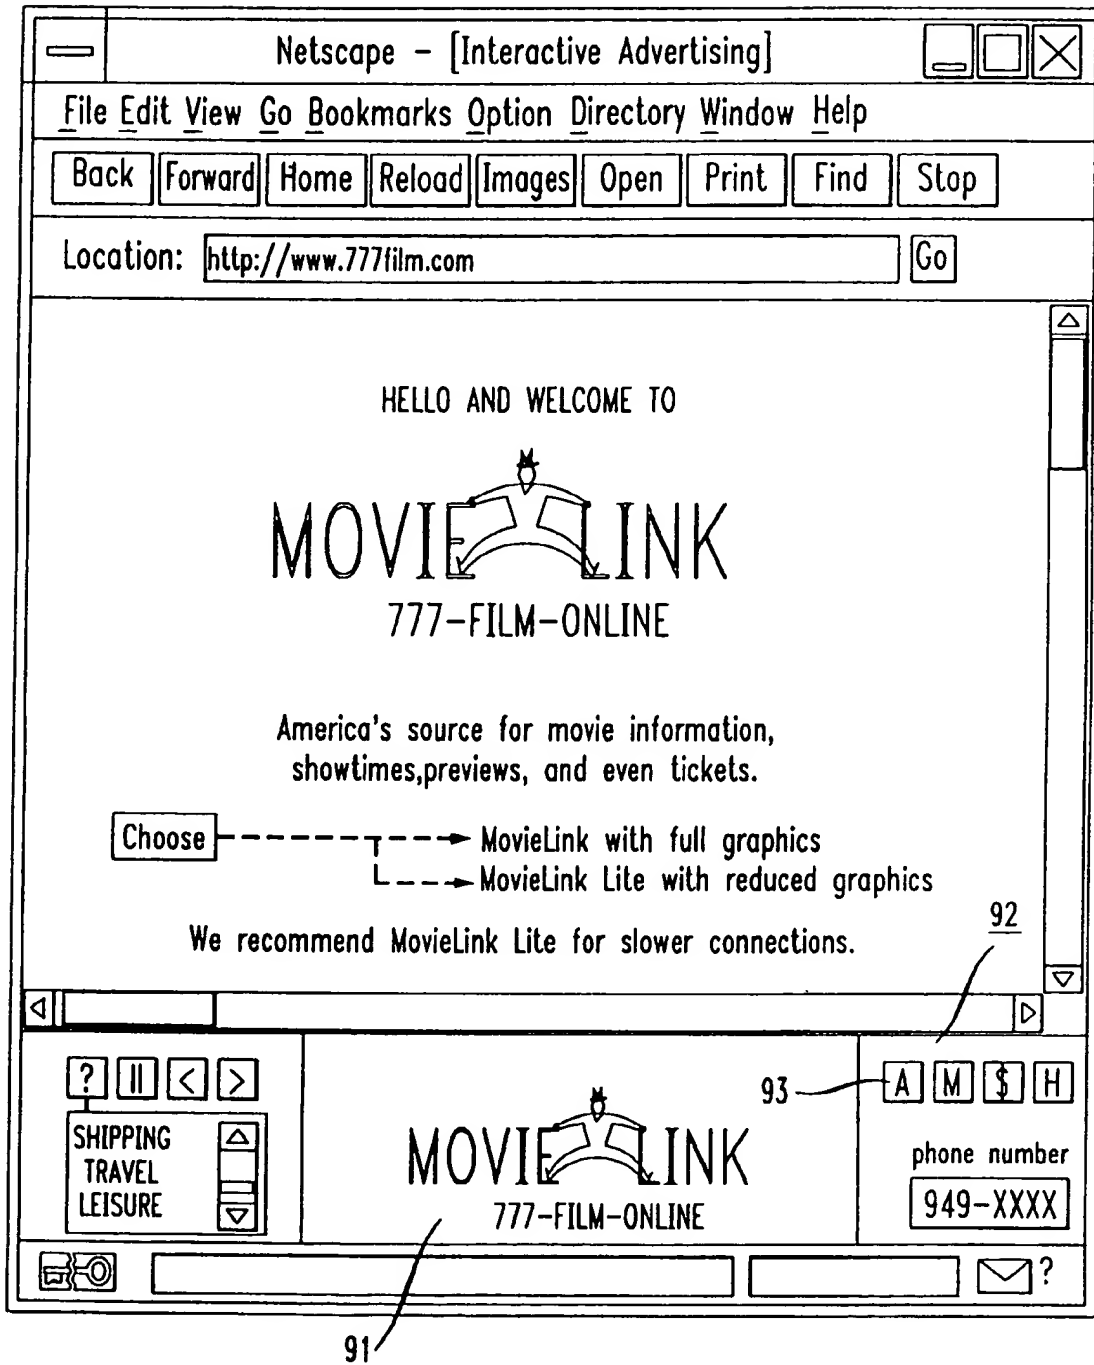 Netscape - [Interactive Advertising]
File Edit View Go Bookmarks Option Directory Window Help
Back Forward Home Reload Images Open Print Find Stop
Location: http://www.777film.com Go
HELLO AND WELCOME TO
MOVIELINK
777-FILM-ONLINE
America's source for movie information,
showtimes,previews, and even tickets.
Choose MovieLink with full graphics
MovieLink Lite with reduced graphics
We recommend MovieLink Lite for slower connections.
92
? || < >
93 A M $ H
SHIPPING
TRAVEL
LEISURE
MOVIELINK
777-FILM-ONLINE
phone number
949-XXXX
?
91